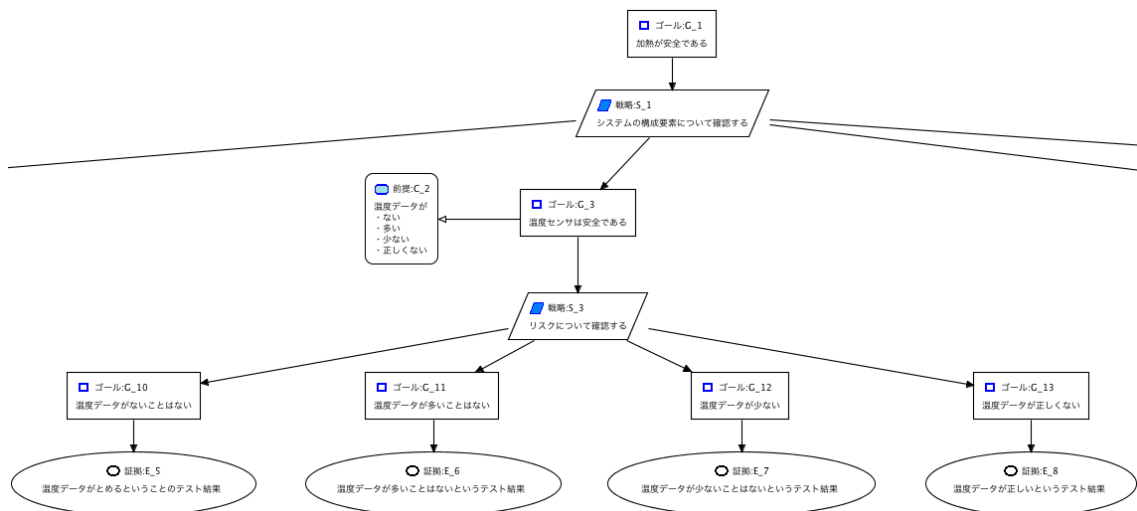 ゴール:G_1
加熱が安全である
戦略:S_1
システムの構成要素について確認する
前提:C_2
温度データが
・ない
・多い
・少ない
・正しくない
ゴール:G_3
温度センサは安全である
戦略:S_3
リスクについて確認する
ゴール:G_10
温度データがないことはない
ゴール:G_11
温度データが多いことはない
ゴール:G_12
温度データが少ない
ゴール:G_13
温度データが正しくない
証拠:E_5
温度データがとめるということのテスト結果
証拠:E_6
温度データが多いことはないというテスト結果
証拠:E_7
温度データが少ないことはないというテスト結果
証拠:E_8
温度データが正しいというテスト結果